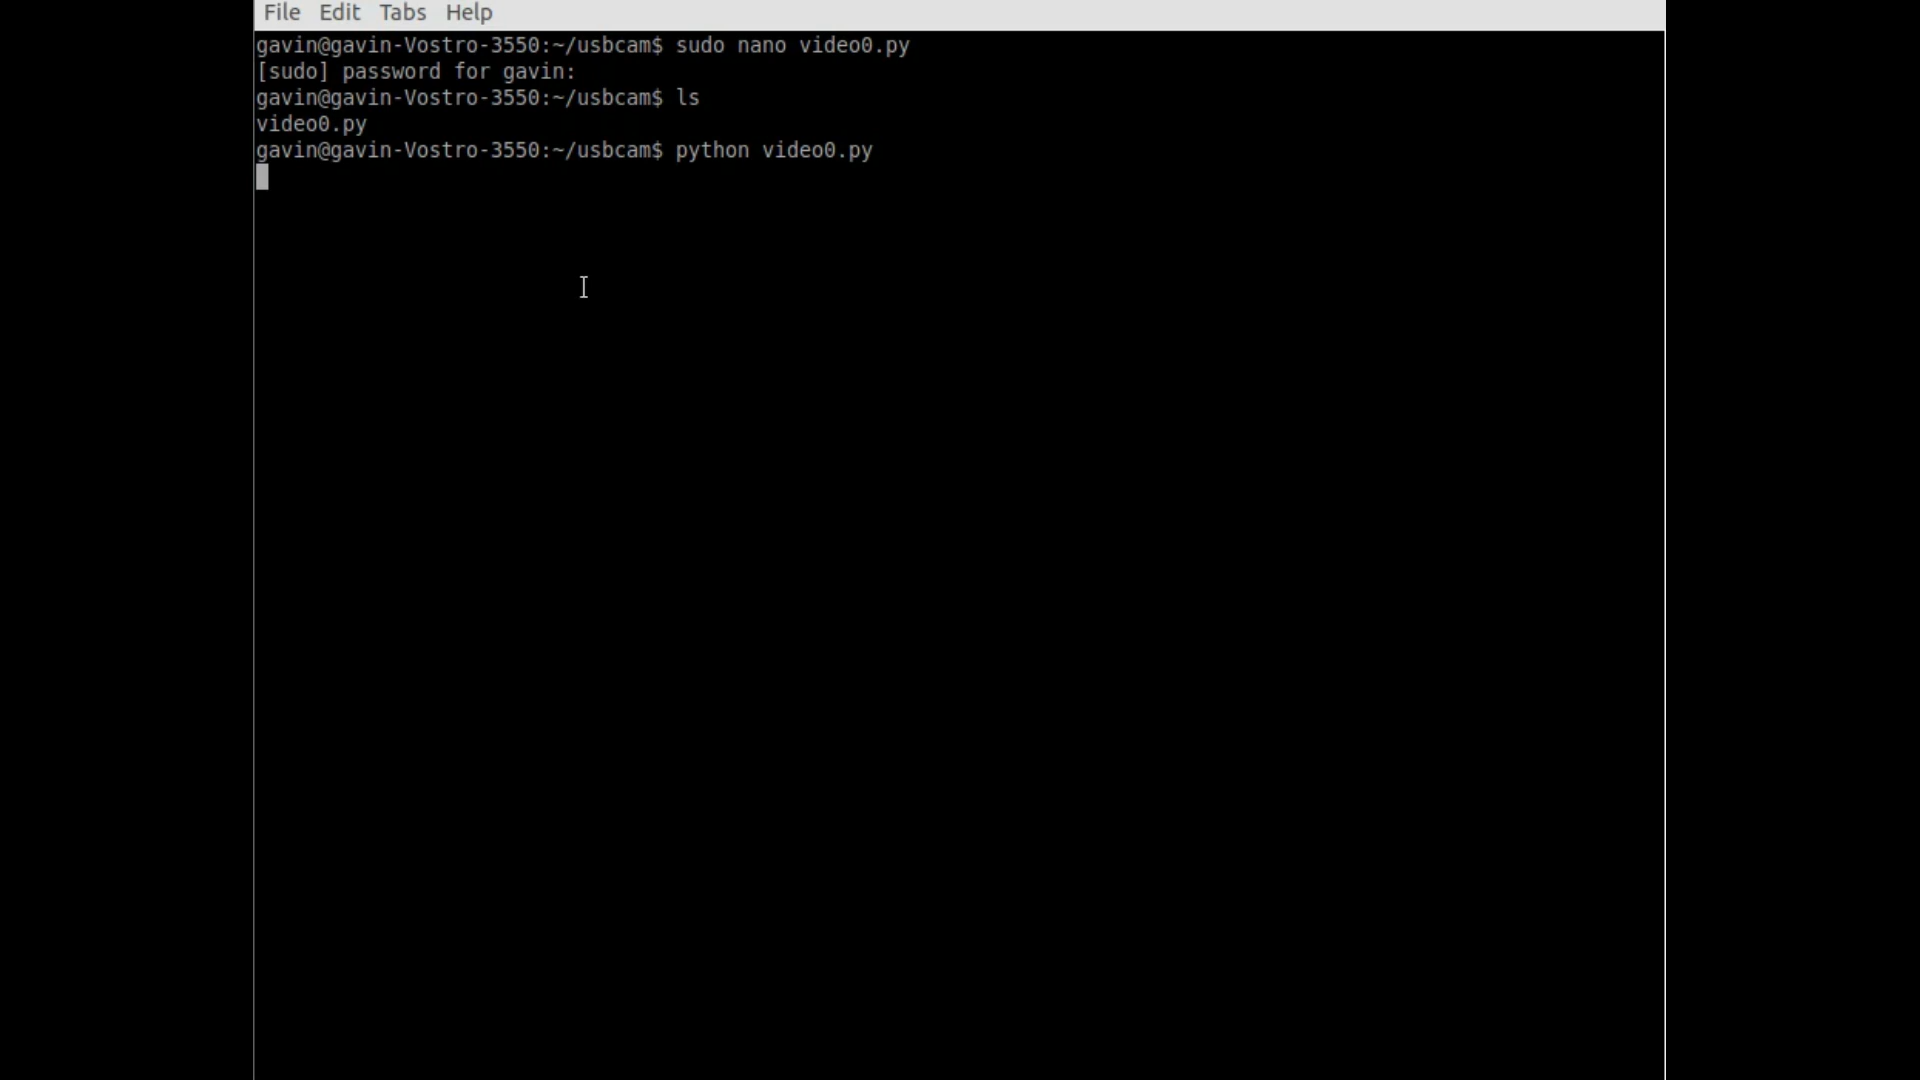 File Edit Tabs Help
gavin@gavin-Vostro-3550:~/usbcam$ sudo nano video0.py
[sudo] password for gavin:
gavin@gavin-Vostro-3550:~/usbcam$ ls
video0.py
gavin@gavin-Vostro-3550:~/usbcam$ python video0.py